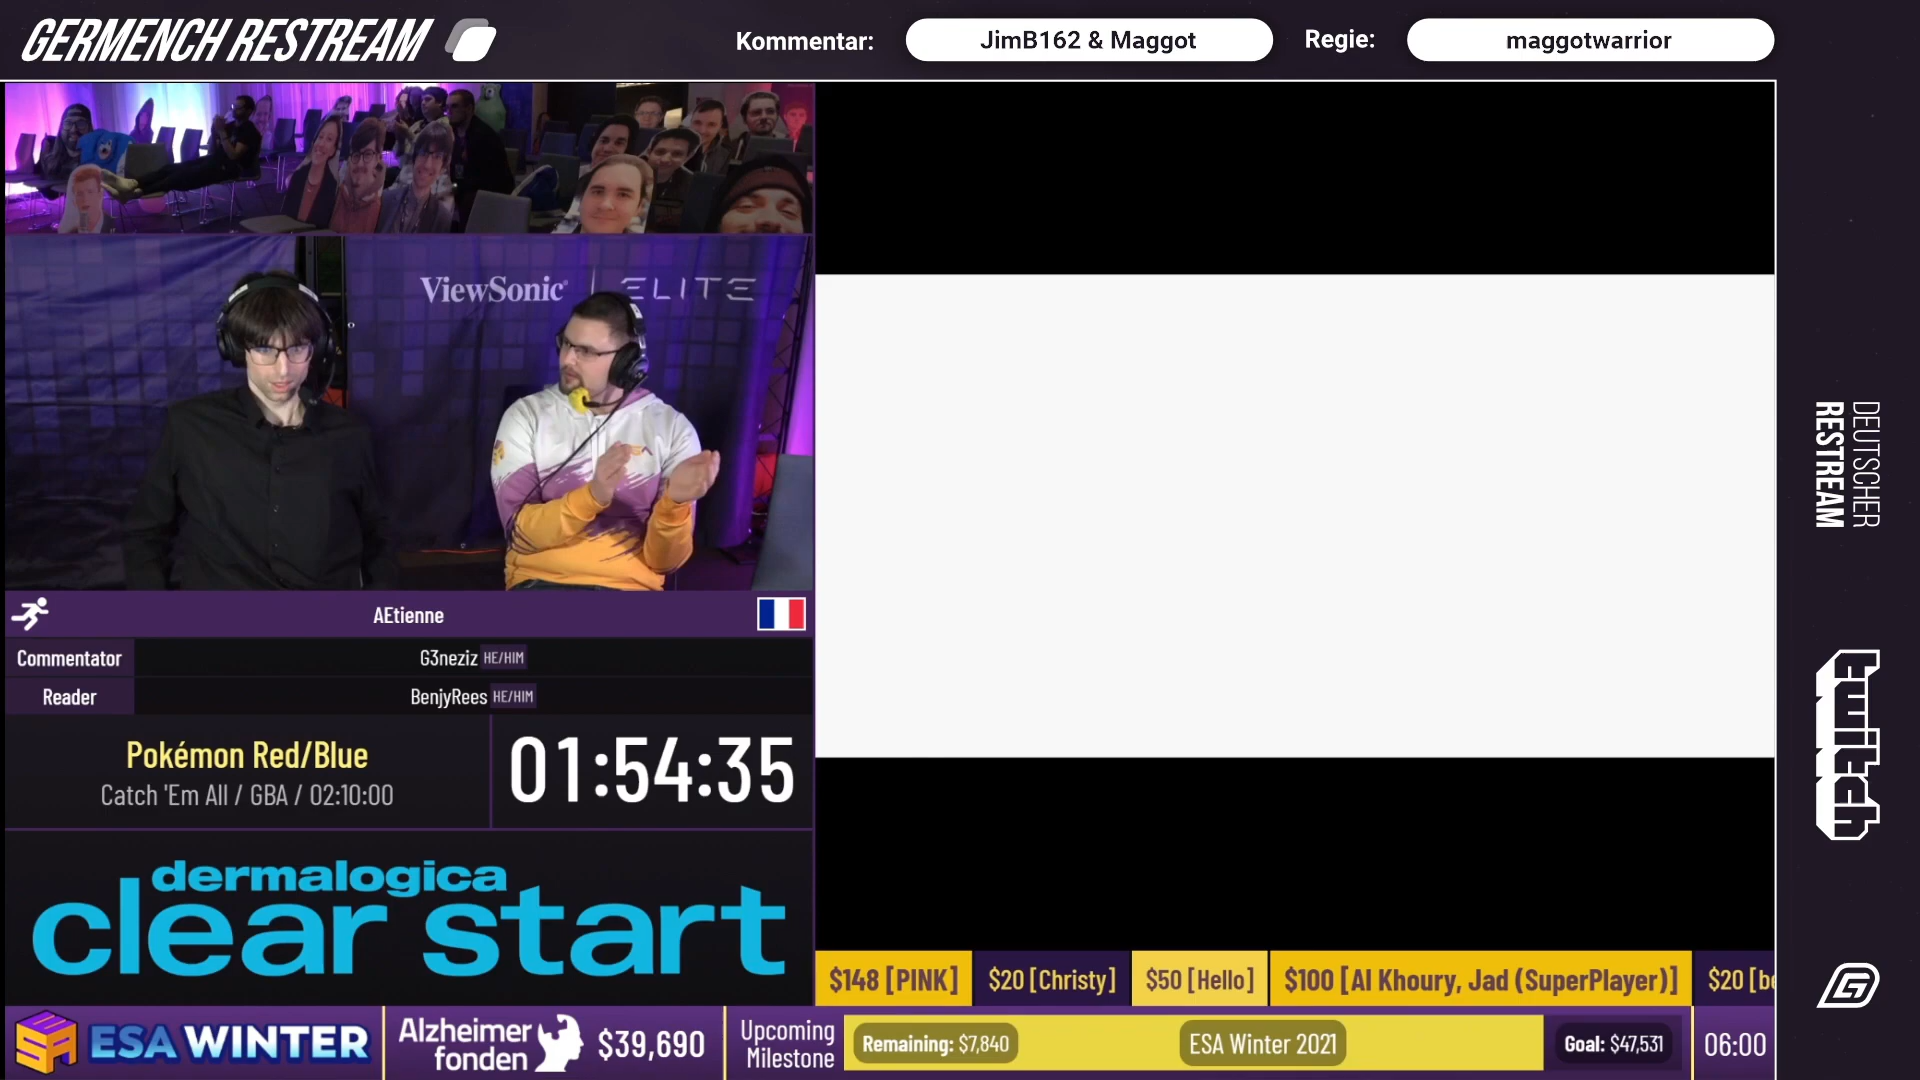 GERMENCH RESTREAM
Kommentar:
JimB162 & Maggot
Regie:
maggotwarrior
ViewSonic | ELITE
AEtienne
Commentator
G3neziz HE/HIM
Reader
BenjyRees HE/HIM
Pokémon Red/Blue
Catch 'Em All / GBA / 02:10:00
01:54:35
dermalogica
clear start
$148 [PINK]
$20 [Christy]
$50 [Hello]
$100 [Al Khoury, Jad (SuperPlayer)]
$20 [be
ESA WINTER
Alzheimer
fonden
$39,690
Upcoming
Milestone
Remaining: $7,840
ESA Winter 2021
Goal: $47,531
06:00
DEUTSCHER
RESTREAM
twitch